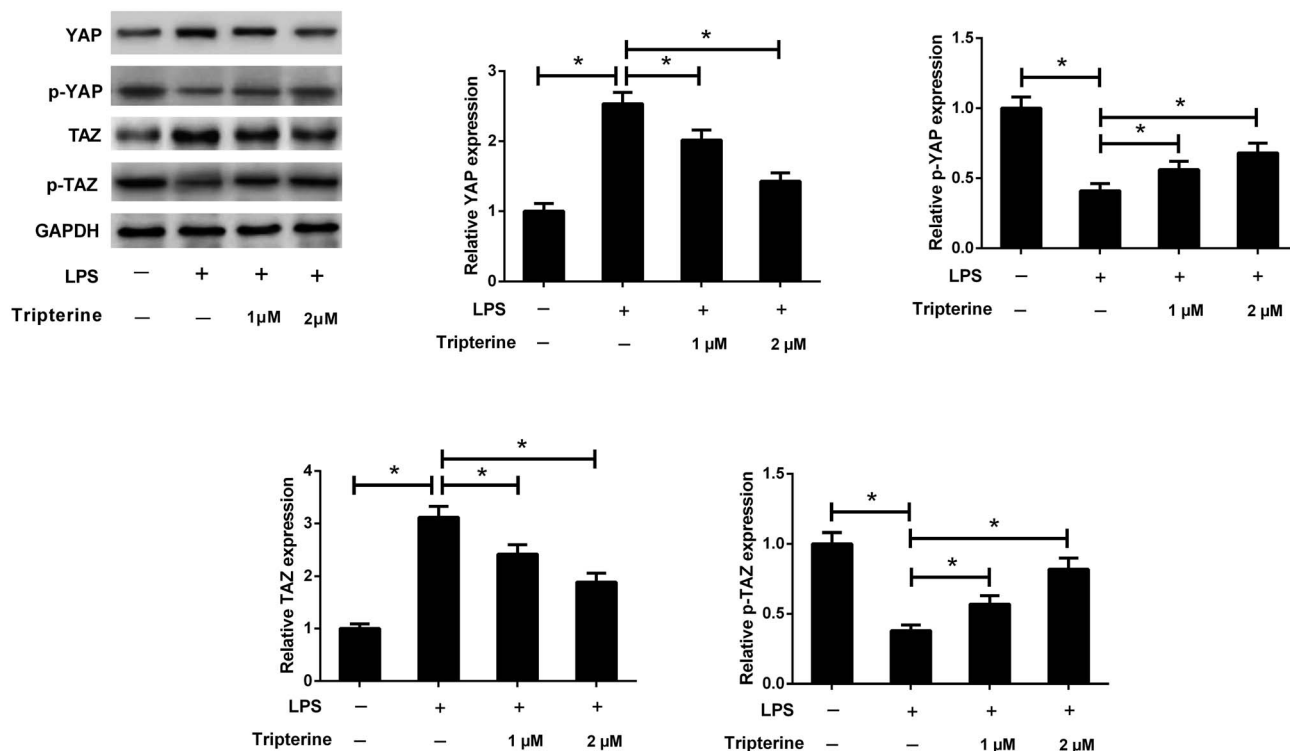 YAP
p-YAP
TAZ
p-TAZ
GAPDH
LPS – + + +
Tripterine – – 1μM 2μM
Relative YAP expression
3
2
1
0
* * *
LPS – + + +
Tripterine – – 1 μM 2 μM
Relative p-YAP expression
1.5
1.0
0.5
0.0
* * *
LPS – + + +
Tripterine – – 1 μM 2 μM
Relative TAZ expression
4
3
2
1
0
* * *
LPS – + + +
Tripterine – – 1 μM 2 μM
Relative p-TAZ expression
1.5
1.0
0.5
0.0
* * *
LPS – + + +
Tripterine – – 1 μM 2 μM